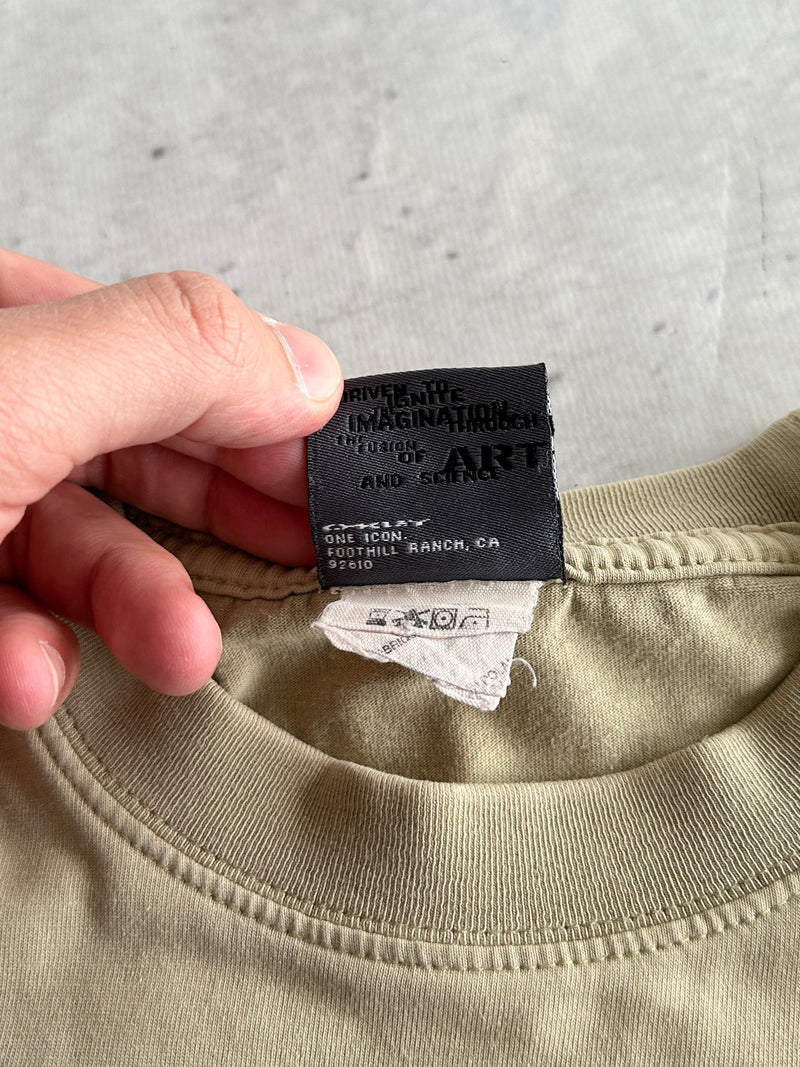 DRIVEN TO
IGNITE
IMAGINATION
THROUGH
THE
FUSION
OF ART
AND SCIENCE
OAKLEY
ONE ICON.
FOOTHILL RANCH, CA
92610